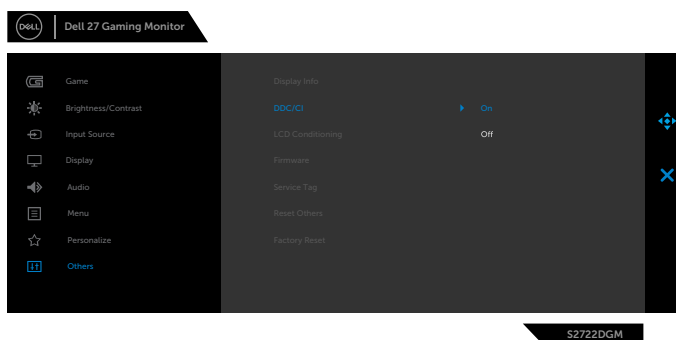 DELL
Dell 27 Gaming Monitor
Game
Display Info
Brightness/Contrast
DDC/CI
On
Input Source
LCD Conditioning
Off
Display
Firmware
Audio
Service Tag
Menu
Reset Others
Personalize
Factory Reset
Others
S2722DGM